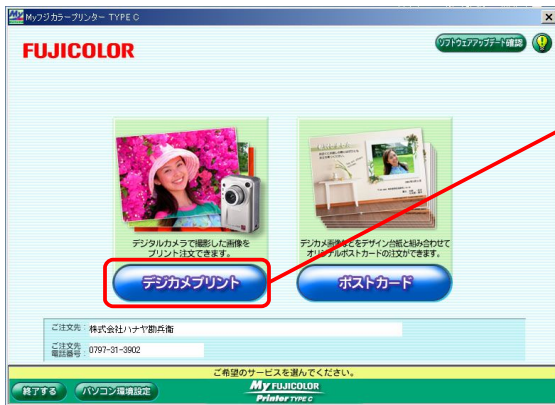 Myフジカラープリンター TYPE C
FUJICOLOR
ソフトウェアアップデート確認
デジタルカメラで撮影した画像を
プリント注文できます。
デジカメ画像などをデザイン台紙と組み合わせて
オリジナルポストカードの注文ができます。
デジカメプリント
ポストカード
ご注文先 株式会社ハナヤ勘兵衛
ご注文先
電話番号 0797-31-3902
ご希望のサービスを選んでください。
終了する
パソコン環境設定
My FUJICOLOR
Printer TYPE C